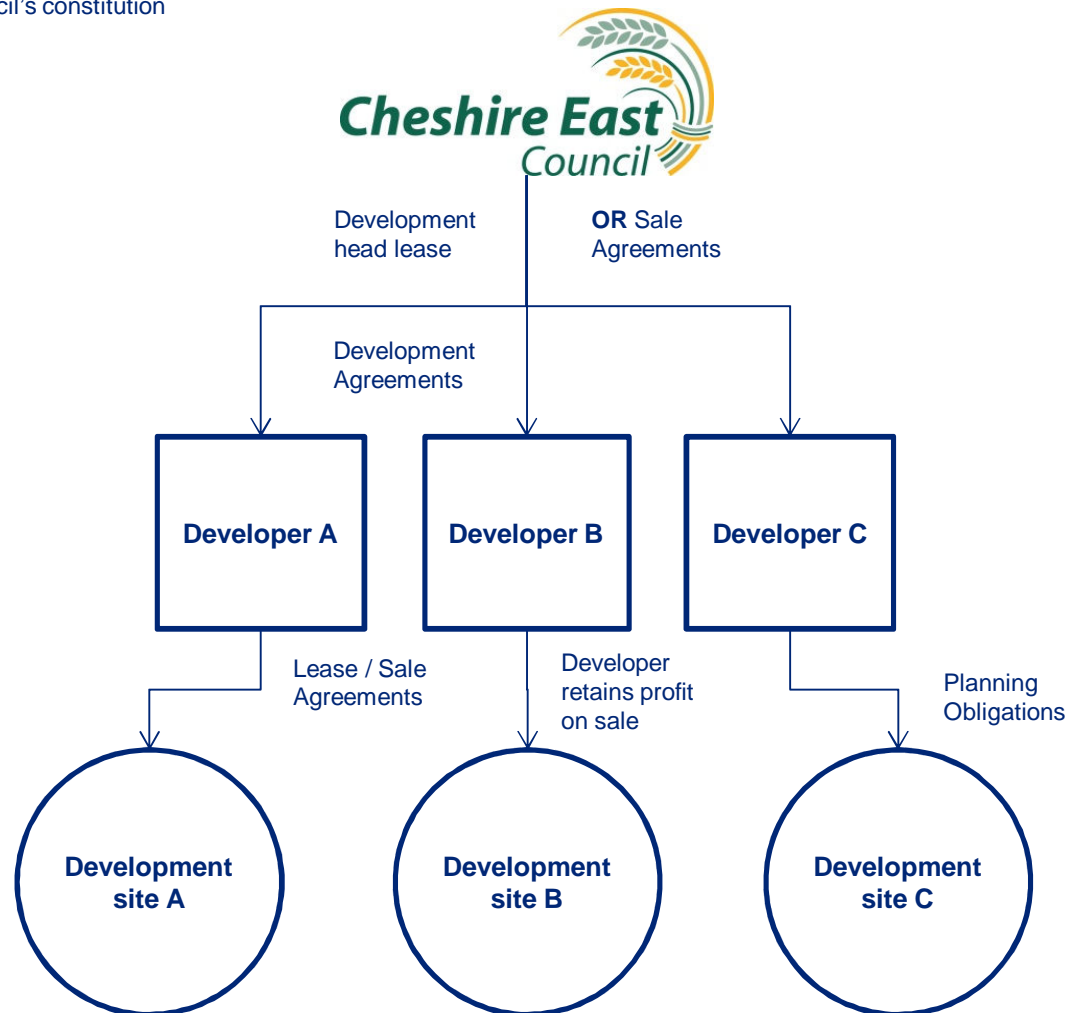 cil's constitution
Cheshire East
Council
Development
head lease
OR Sale
Agreements
Development
Agreements
Developer A
Developer B
Developer C
Lease / Sale
Agreements
Developer
retains profit
on sale
Planning
Obligations
Development
site A
Development
site B
Development
site C